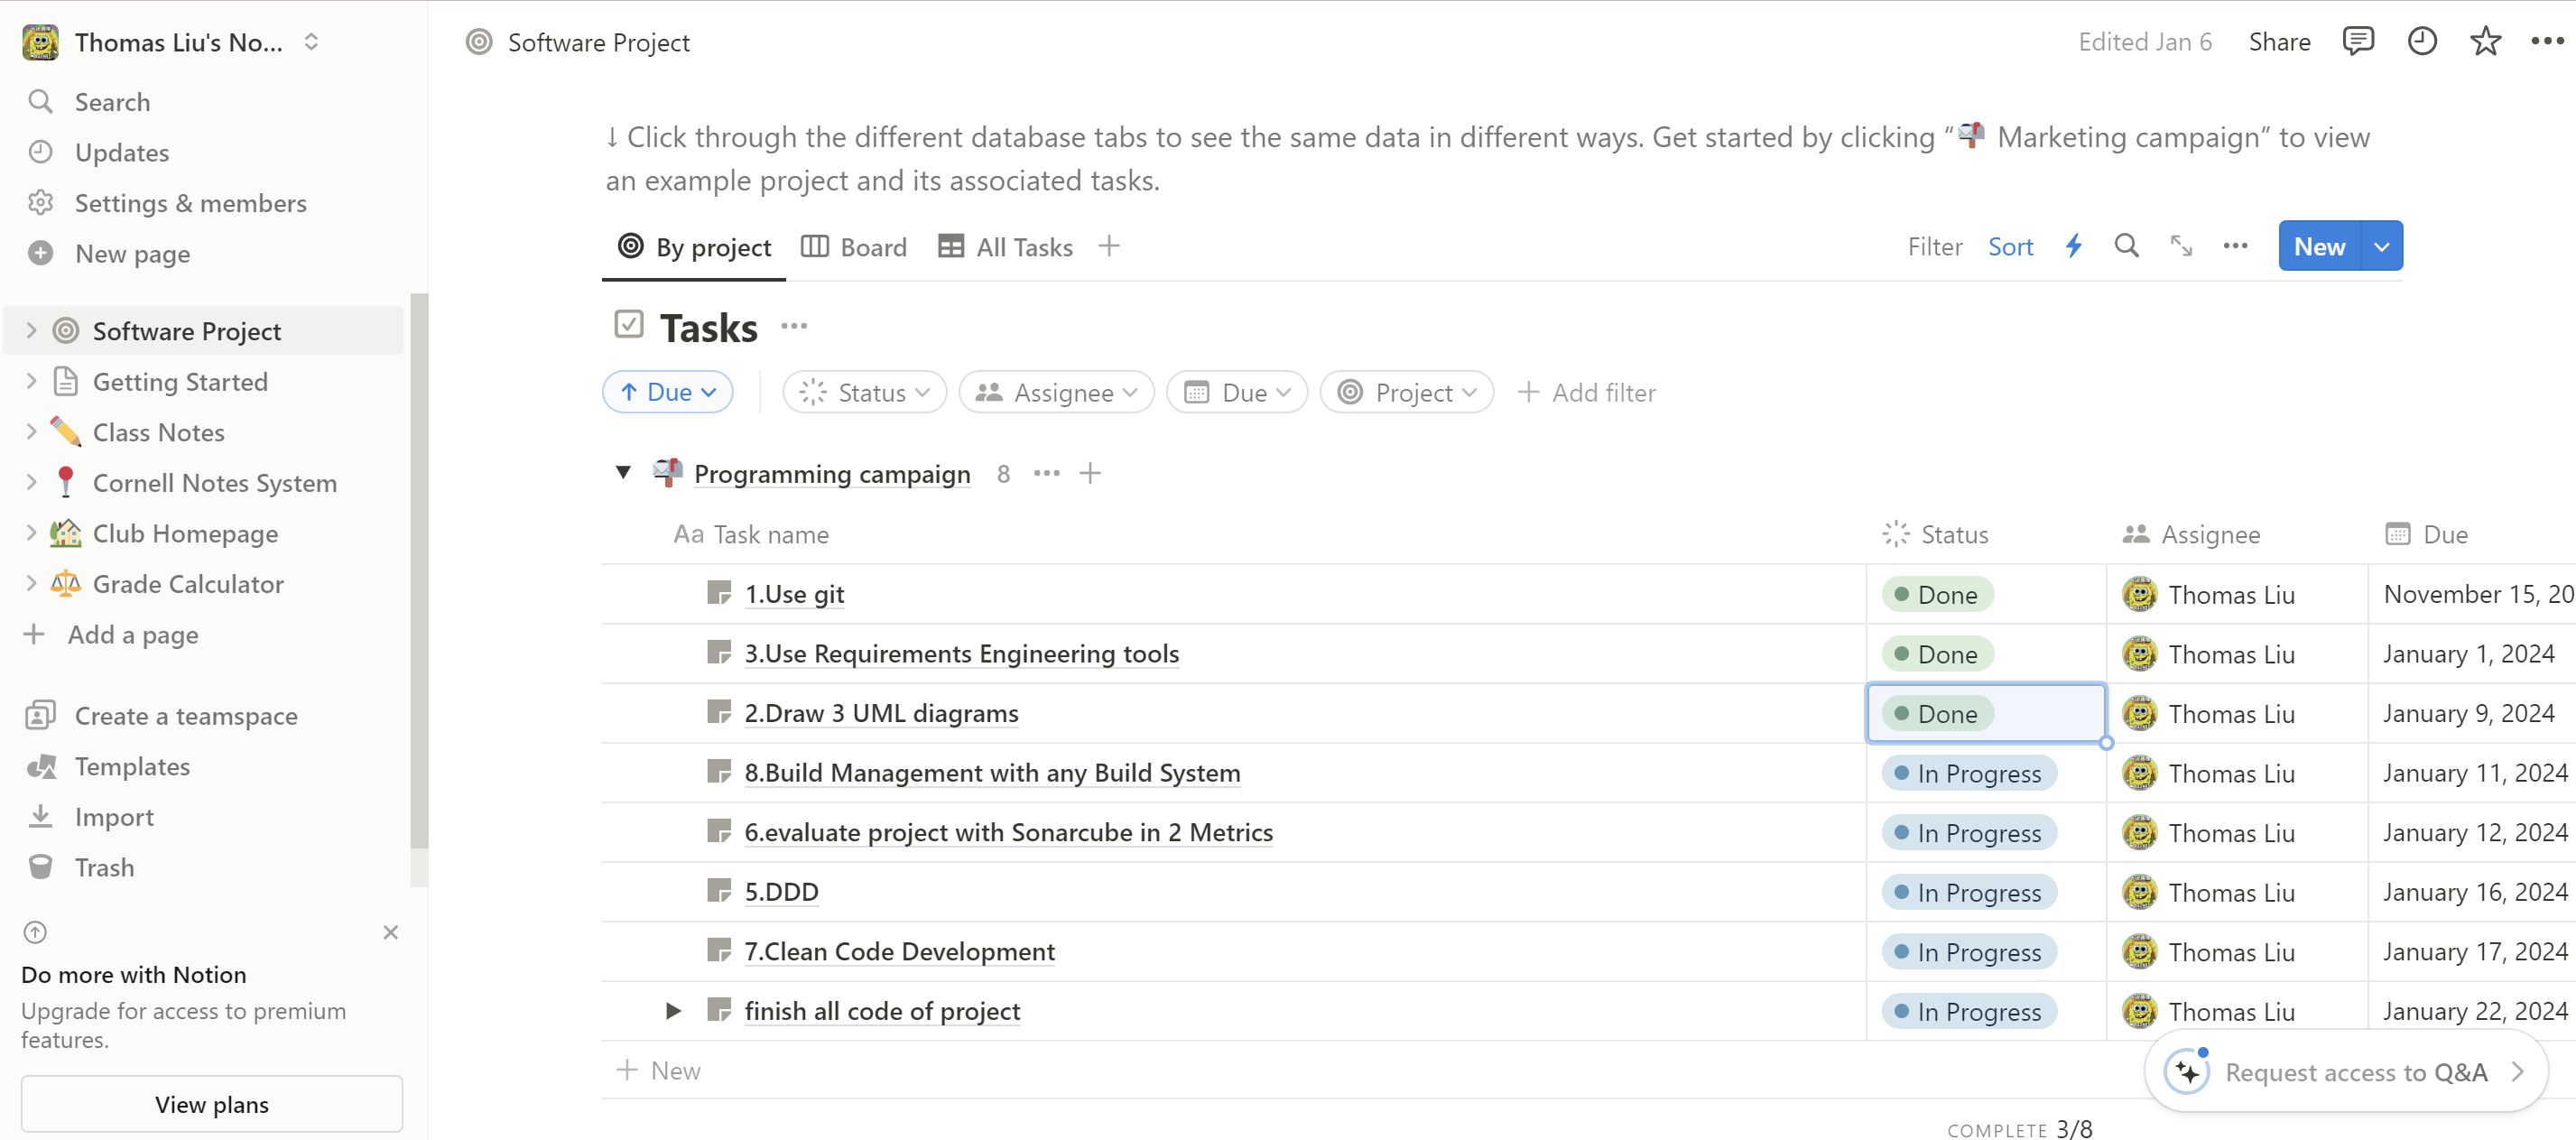 Thomas Liu's No...
Search
Updates
Settings & members
New page
Software Project
Getting Started
Class Notes
Cornell Notes System
Club Homepage
Grade Calculator
Add a page
Create a teamspace
Templates
Import
Trash
Do more with Notion
Upgrade for access to premium
features.
View plans
Software Project
Edited Jan 6 Share
↓ Click through the different database tabs to see the same data in different ways. Get started by clicking “📬 Marketing campaign” to view
an example project and its associated tasks.
By project Board All Tasks
Filter Sort New
Tasks
↑ Due Status Assignee Due Project + Add filter
Programming campaign 8
Aa Task name Status Assignee Due
1.Use git Done Thomas Liu November 15, 20
3.Use Requirements Engineering tools Done Thomas Liu January 1, 2024
2.Draw 3 UML diagrams Done Thomas Liu January 9, 2024
8.Build Management with any Build System In Progress Thomas Liu January 11, 2024
6.evaluate project with Sonarcube in 2 Metrics In Progress Thomas Liu January 12, 2024
5.DDD In Progress Thomas Liu January 16, 2024
7.Clean Code Development In Progress Thomas Liu January 17, 2024
finish all code of project In Progress Thomas Liu January 22, 2024
+ New
Request access to Q&A
COMPLETE 3/8